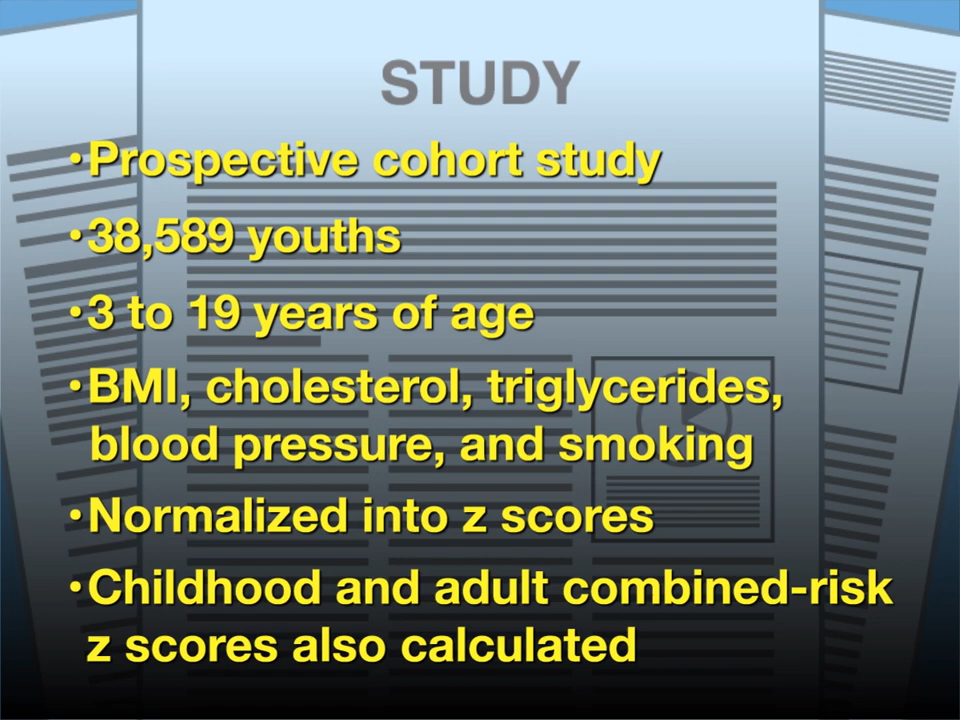 STUDY
•Prospective cohort study
•38,589 youths
•3 to 19 years of age
•BMI, cholesterol, triglycerides,
blood pressure, and smoking
•Normalized into z scores
•Childhood and adult combined-risk
z scores also calculated